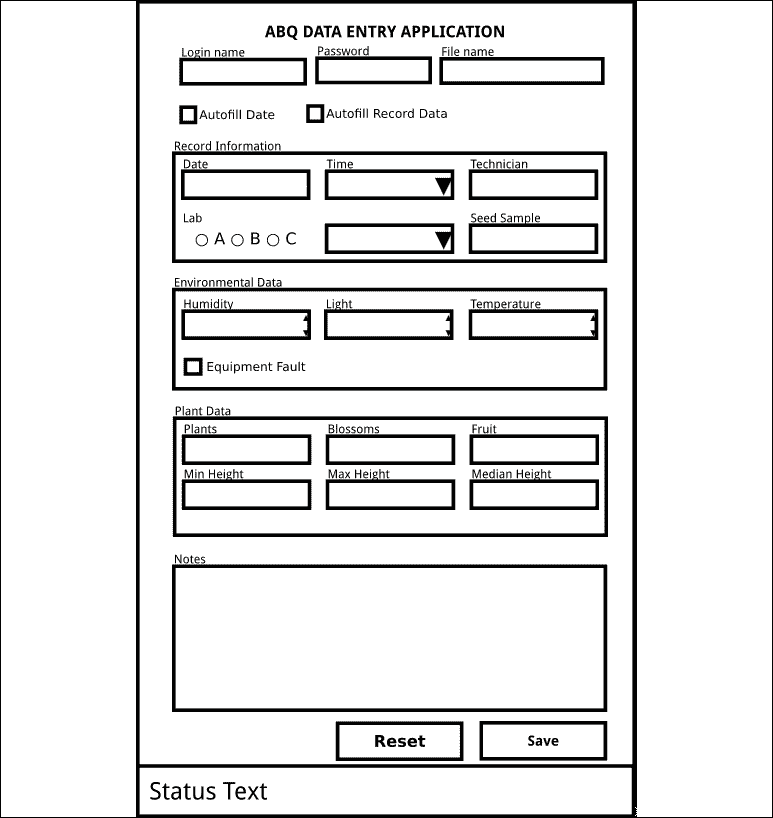 ABQ DATA ENTRY APPLICATION
Login name Password File name
Autofill Date Autofill Record Data
Record Information
Date Time Technician
Lab Seed Sample
A B C
Environmental Data
Humidity Light Temperature
Equipment Fault
Plant Data
Plants Blossoms Fruit
Min Height Max Height Median Height
Notes
Reset Save
Status Text